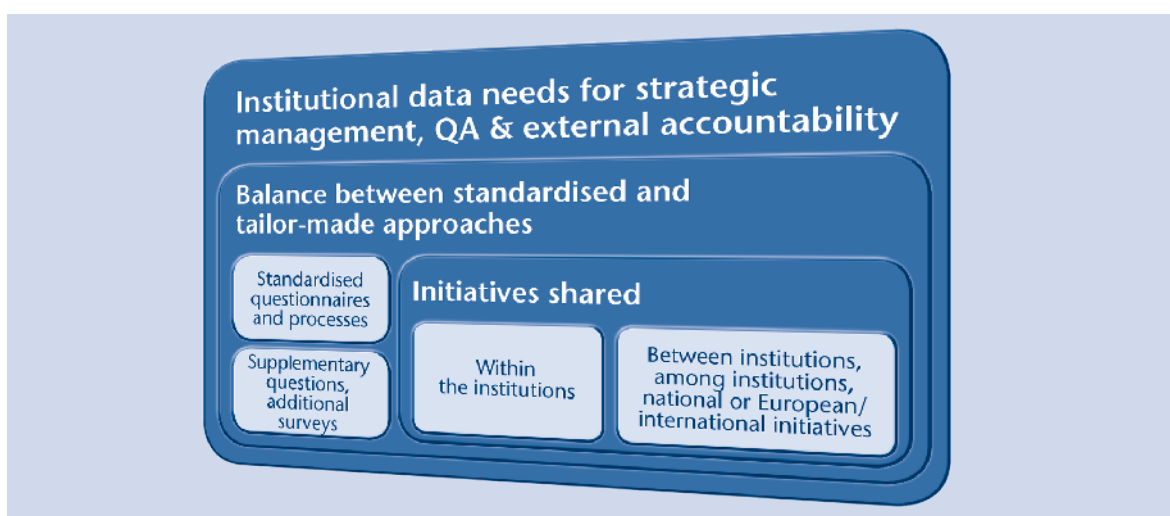 Institutional data needs for strategic
management, QA & external accountability
Balance between standardised and
tailor-made approaches
Standardised
questionnaires
and processes
Supplementary
questions,
additional
surveys
Initiatives shared
Within
the institutions
Between institutions,
among institutions,
national or European/
international initiatives